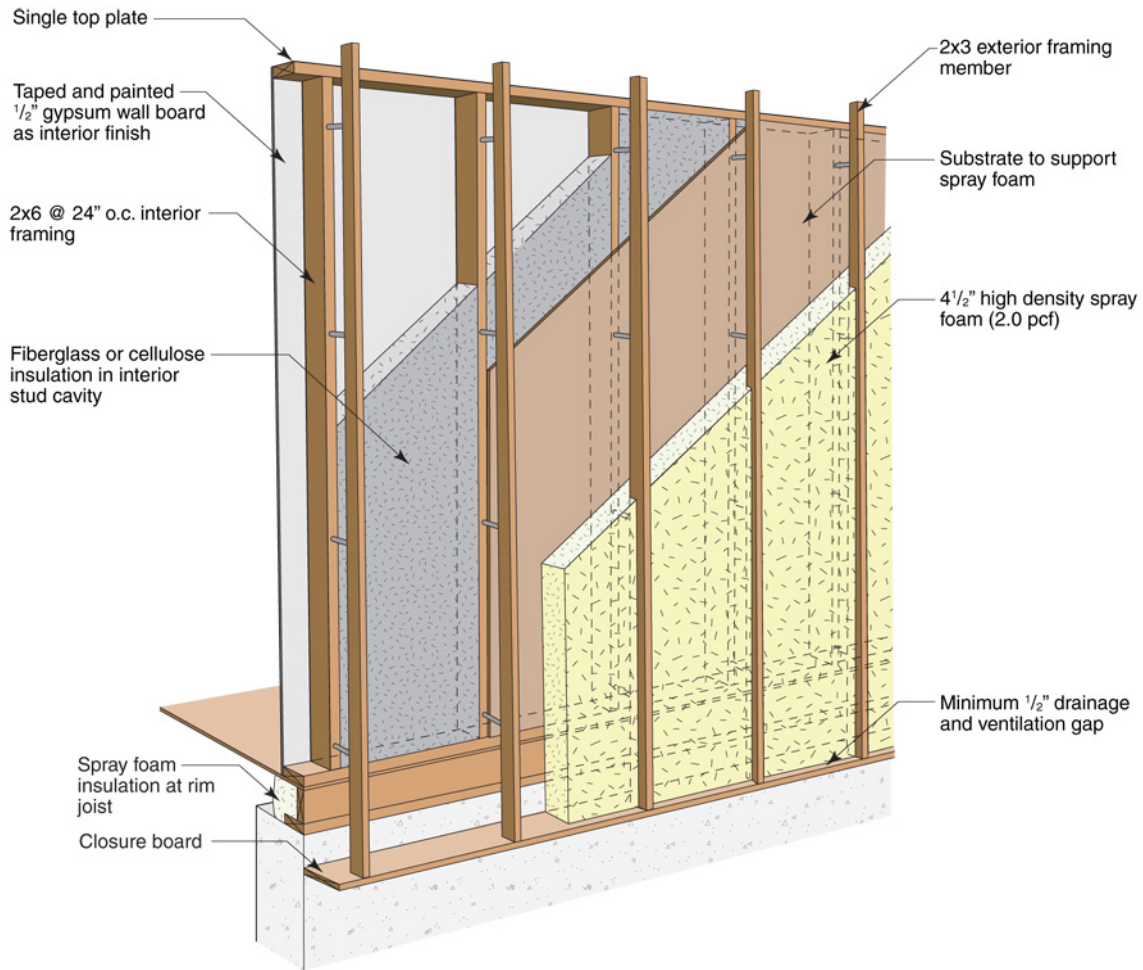 Single top plate
Taped and painted
1/2" gypsum wall board
as interior finish
2x6 @ 24" o.c. interior
framing
Fiberglass or cellulose
insulation in interior
stud cavity
Spray foam
insulation at rim
joist
Closure board
2x3 exterior framing
member
Substrate to support
spray foam
4 1/2" high density spray
foam (2.0 pcf)
Minimum 1/2" drainage
and ventilation gap